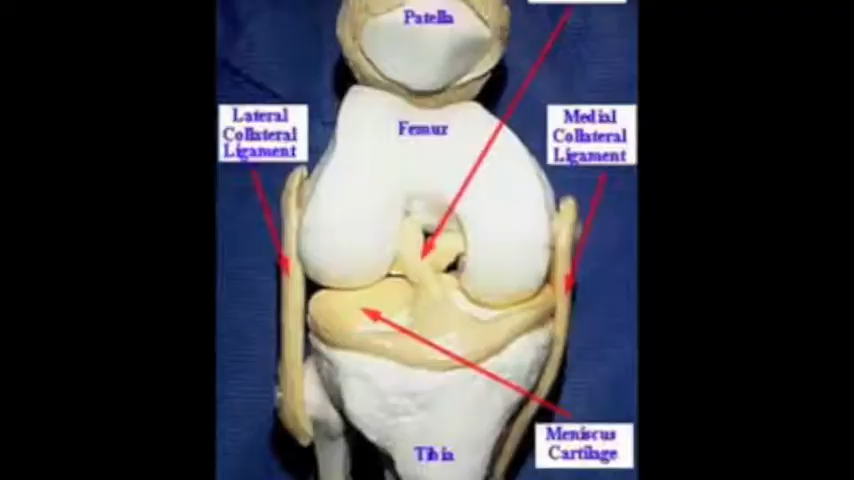 Patella
Lateral
Collateral
Ligament
Femur
Medial
Collateral
Ligament
Meniscus
Cartilage
Tibia